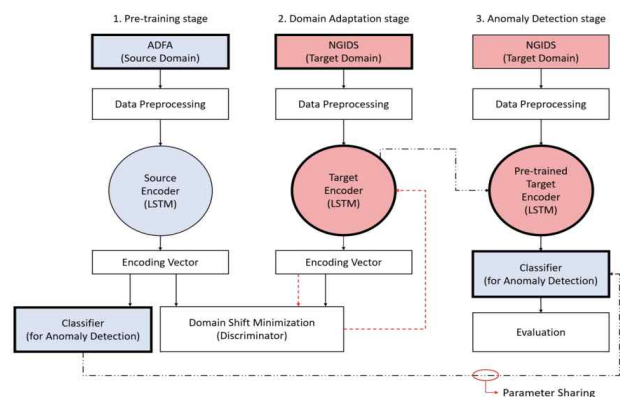 1. Pre-training stage
2. Domain Adaptation stage
3. Anomaly Detection stage
ADFA
(Source Domain)
NGIDS
(Target Domain)
NGIDS
(Target Domain)
Data Preprocessing
Data Preprocessing
Data Preprocessing
Source
Encoder
(LSTM)
Target
Encoder
(LSTM)
Pre-trained
Target
Encoder
(LSTM)
Encoding Vector
Encoding Vector
Classifier
(for Anomaly Detection)
Classifier
(for Anomaly Detection)
Domain Shift Minimization
(Discriminator)
Evaluation
Parameter Sharing